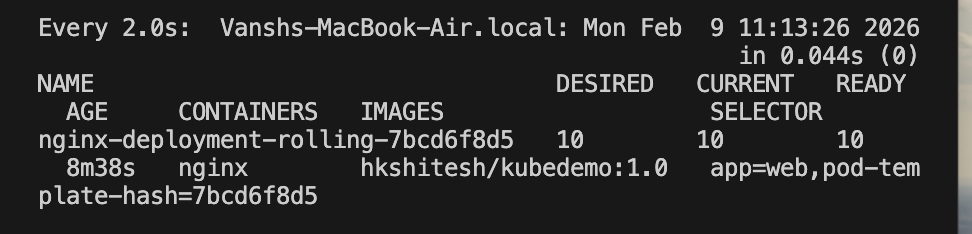 Every 2.0s:  Vanshs-MacBook-Air.local: Mon Feb  9 11:13:26 2026
in 0.044s (0)
NAME                                 DESIRED   CURRENT   READY
  AGE     CONTAINERS   IMAGES                   SELECTOR
nginx-deployment-rolling-7bcd6f8d5   10        10        10
  8m38s   nginx        hkshitesh/kubedemo:1.0   app=web,pod-tem
plate-hash=7bcd6f8d5